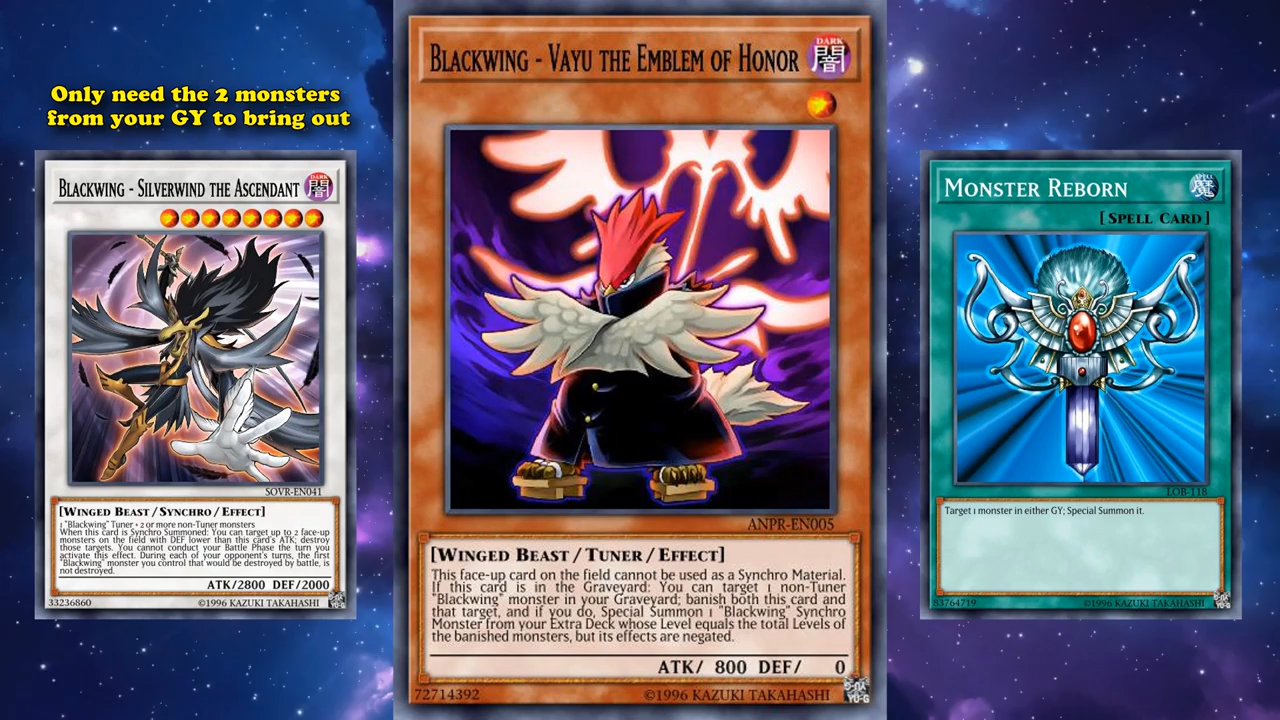 Only need the 2 monsters
from your GY to bring out
BLACKWING - SILVERWIND THE ASCENDANT
DARK
闇
SOVR-EN041
[WINGED BEAST / SYNCHRO / EFFECT]
1 "Blackwing" Tuner + 2 or more non-Tuner monsters
When this card is Synchro Summoned: You can target up to 2 face-up
monsters on the field with DEF lower than this card's ATK; destroy
those targets. You cannot conduct your Battle Phase the turn you
activate this effect. During each of your opponent's turns, the first
"Blackwing" monster you control that would be destroyed by battle, is
not destroyed.
ATK/2800 DEF/2000
33236860
©1996 KAZUKI TAKAHASHI
BLACKWING - VAYU THE EMBLEM OF HONOR
DARK
闇
ANPR-EN005
[WINGED BEAST / TUNER / EFFECT]
This face-up card on the field cannot be used as a Synchro Material.
If this card is in the Graveyard: You can target 1 non-Tuner
"Blackwing" monster in your Graveyard; banish both this card and
that target, and if you do, Special Summon 1 "Blackwing" Synchro
Monster from your Extra Deck whose Level equals the total Levels of
the banished monsters, but its effects are negated.
ATK/ 800 DEF/ 0
72714392
©1996 KAZUKI TAKAHASHI
MONSTER REBORN
SPELL
魔
[SPELL CARD]
LOB-118
Target 1 monster in either GY; Special Summon it.
83764719
©1996 KAZUKI TAKAHASHI